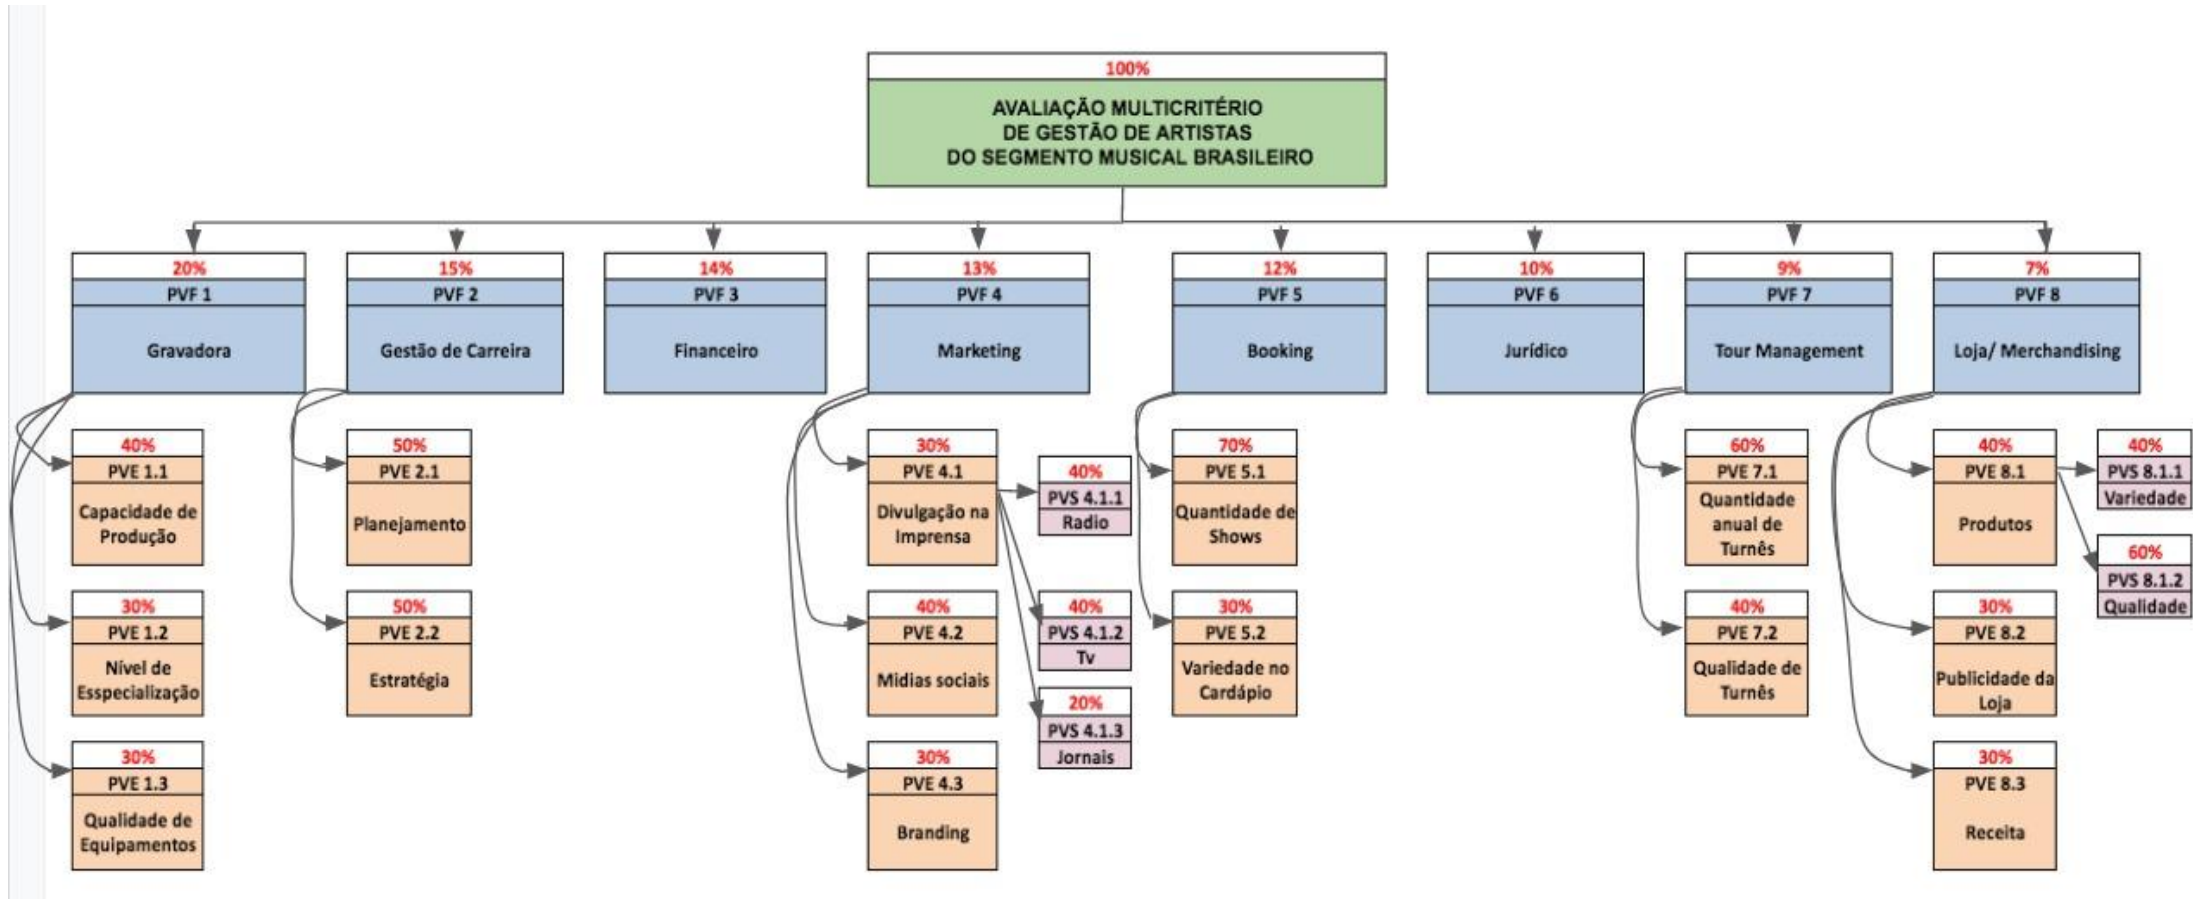 100%
AVALIAÇÃO MULTICRITÉRIO
DE GESTÃO DE ARTISTAS
DO SEGMENTO MUSICAL BRASILEIRO
20%
PVF 1
Gravadora
15%
PVF 2
Gestão de Carreira
14%
PVF 3
Financeiro
13%
PVF 4
Marketing
12%
PVF 5
Booking
10%
PVF 6
Jurídico
9%
PVF 7
Tour Management
7%
PVF 8
Loja/ Merchandising
40%
PVE 1.1
Capacidade de
Produção
30%
PVE 1.2
Nível de
Esspecialização
30%
PVE 1.3
Qualidade de
Equipamentos
50%
PVE 2.1
Planejamento
50%
PVE 2.2
Estratégia
30%
PVE 4.1
Divulgação na
Imprensa
40%
PVS 4.1.1
Radio
40%
PVS 4.1.2
Tv
20%
PVS 4.1.3
Jornais
40%
PVE 4.2
Midias sociais
30%
PVE 4.3
Branding
70%
PVE 5.1
Quantidade de
Shows
30%
PVE 5.2
Variedade no
Cardápio
60%
PVE 7.1
Quantidade
anual de
Turnês
40%
PVE 7.2
Qualidade de
Turnês
40%
PVE 8.1
Produtos
40%
PVS 8.1.1
Variedade
60%
PVS 8.1.2
Qualidade
30%
PVE 8.2
Publicidade da
Loja
30%
PVE 8.3
Receita